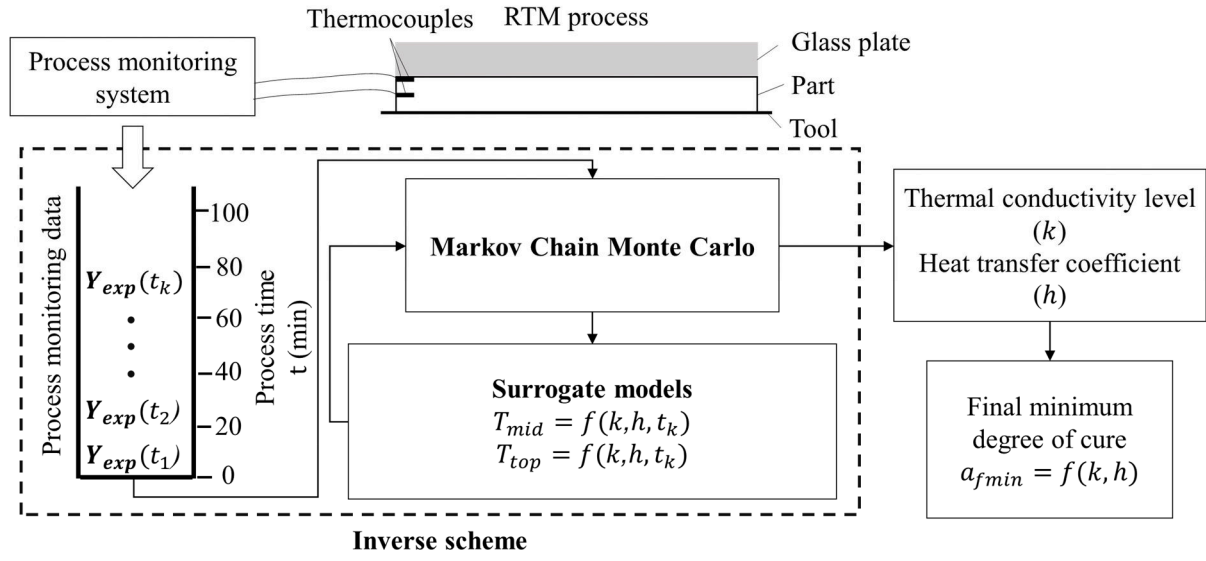 Thermocouples
RTM process
Glass plate
Part
Tool
Process monitoring
system
Process monitoring data
100
80
60
40
20
0
Process time
t (min)
Y_exp(t_k)
Y_exp(t_2)
Y_exp(t_1)
Markov Chain Monte Carlo
Surrogate models
T_mid = f(k,h,t_k)
T_top = f(k,h,t_k)
Inverse scheme
Thermal conductivity level
(k)
Heat transfer coefficient
(h)
Final minimum
degree of cure
a_fmin = f(k,h)